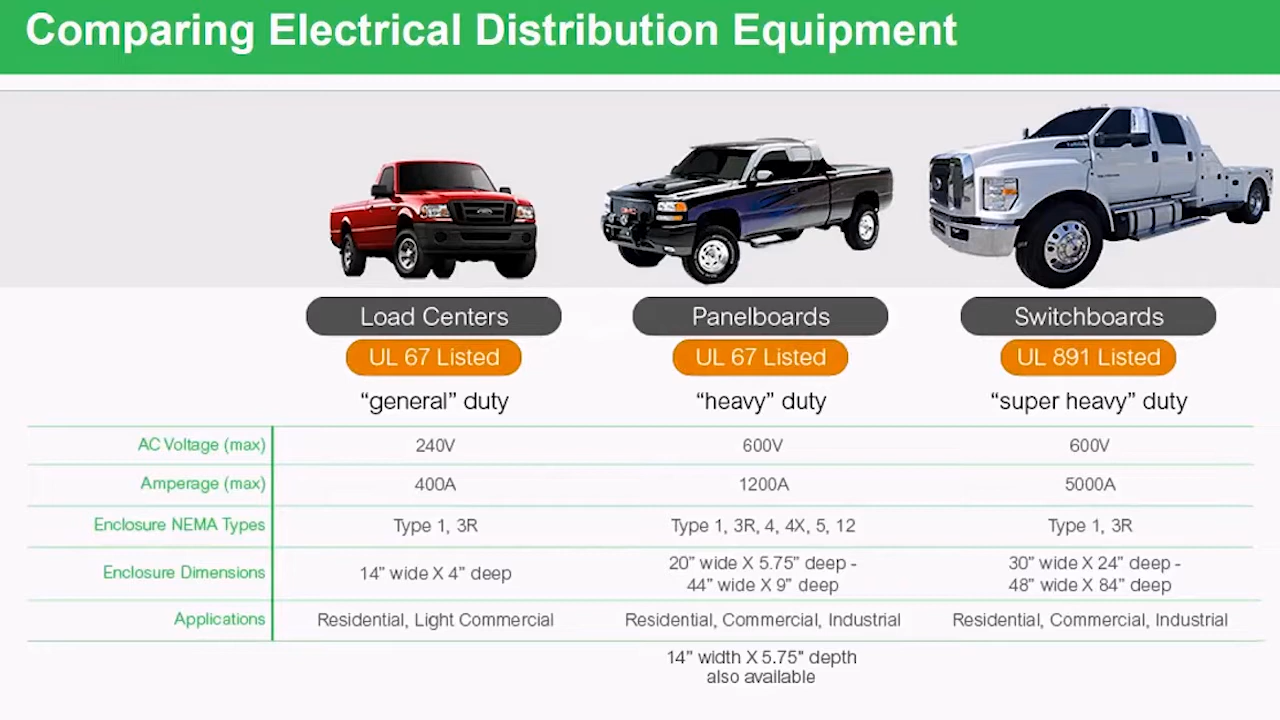 Comparing Electrical Distribution Equipment
Load Centers
Panelboards
Switchboards
UL 67 Listed
UL 67 Listed
UL 891 Listed
“general” duty
“heavy” duty
“super heavy” duty
AC Voltage (max)
240V
600V
600V
Amperage (max)
400A
1200A
5000A
Enclosure NEMA Types
Type 1, 3R
Type 1, 3R, 4, 4X, 5, 12
Type 1, 3R
Enclosure Dimensions
14” wide X 4” deep
20” wide X 5.75” deep -
44” wide X 9” deep
30” wide X 24” deep -
48” wide X 84” deep
Applications
Residential, Light Commercial
Residential, Commercial, Industrial
Residential, Commercial, Industrial
14” width X 5.75” depth
also available